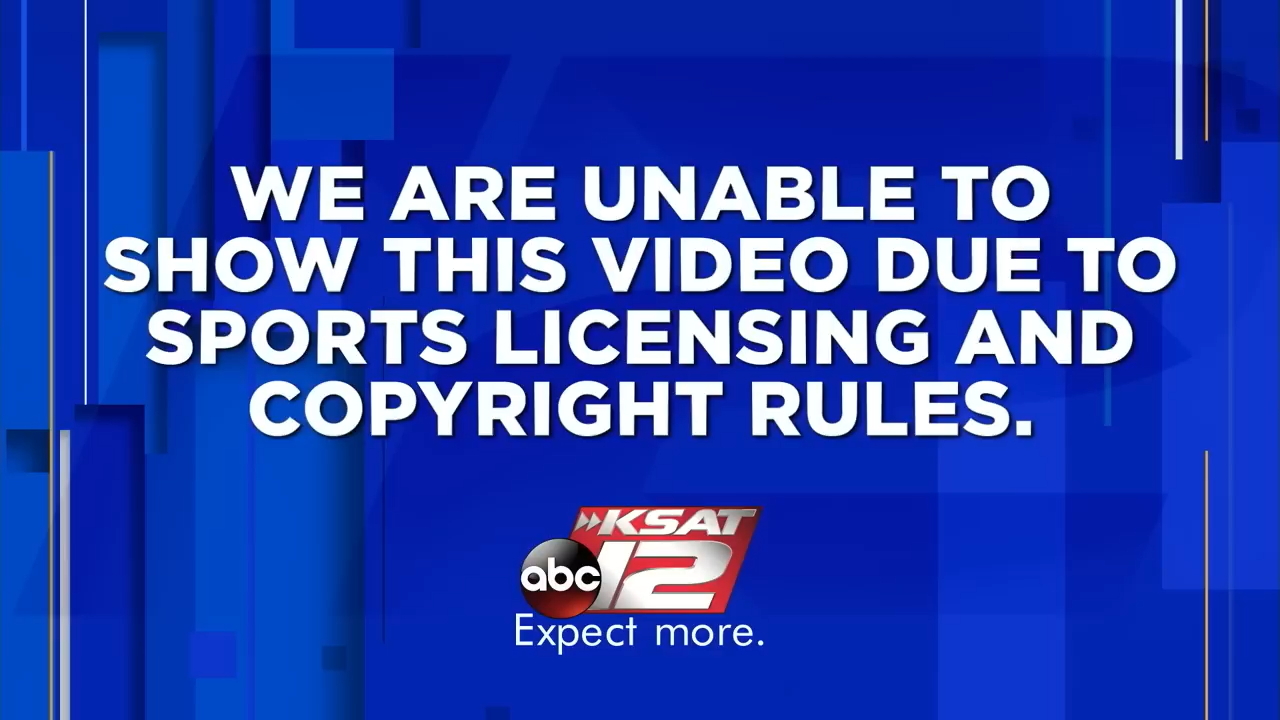 WE ARE UNABLE TO
SHOW THIS VIDEO DUE TO
SPORTS LICENSING AND
COPYRIGHT RULES.
KSAT
abc 12
Expect more.